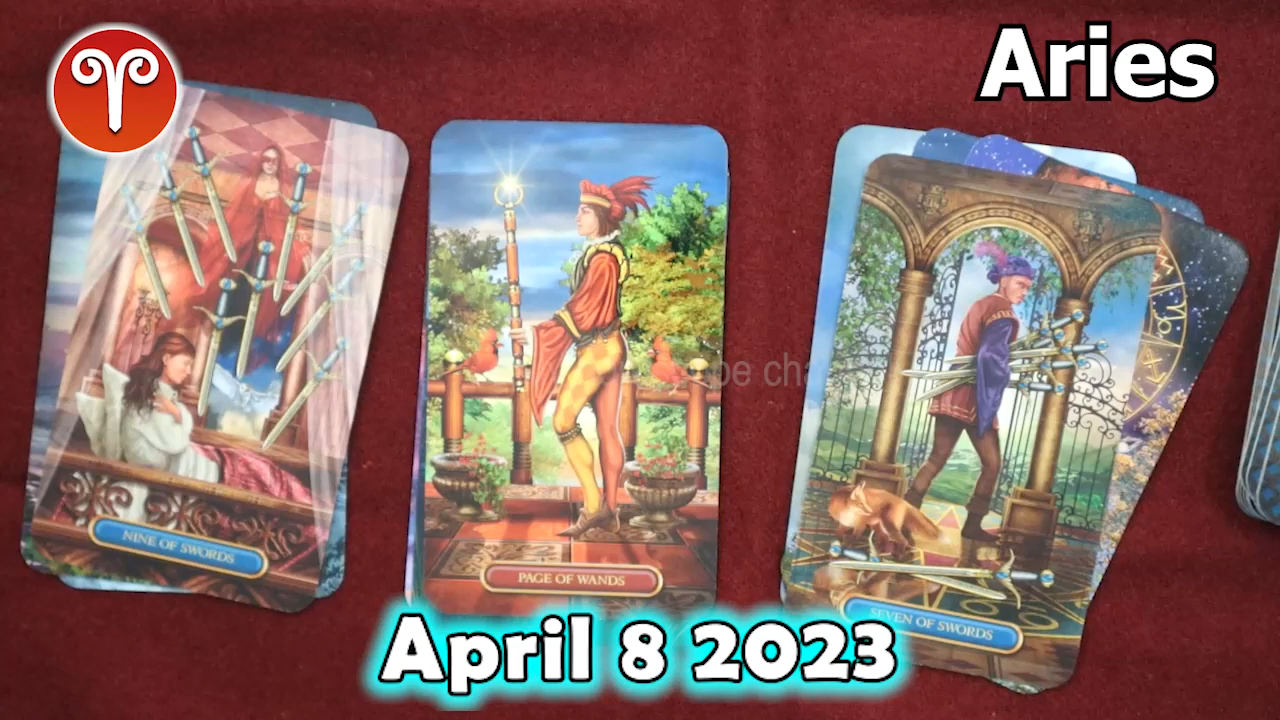 Aries
NINE OF SWORDS
PAGE OF WANDS
SEVEN OF SWORDS
April 8 2023